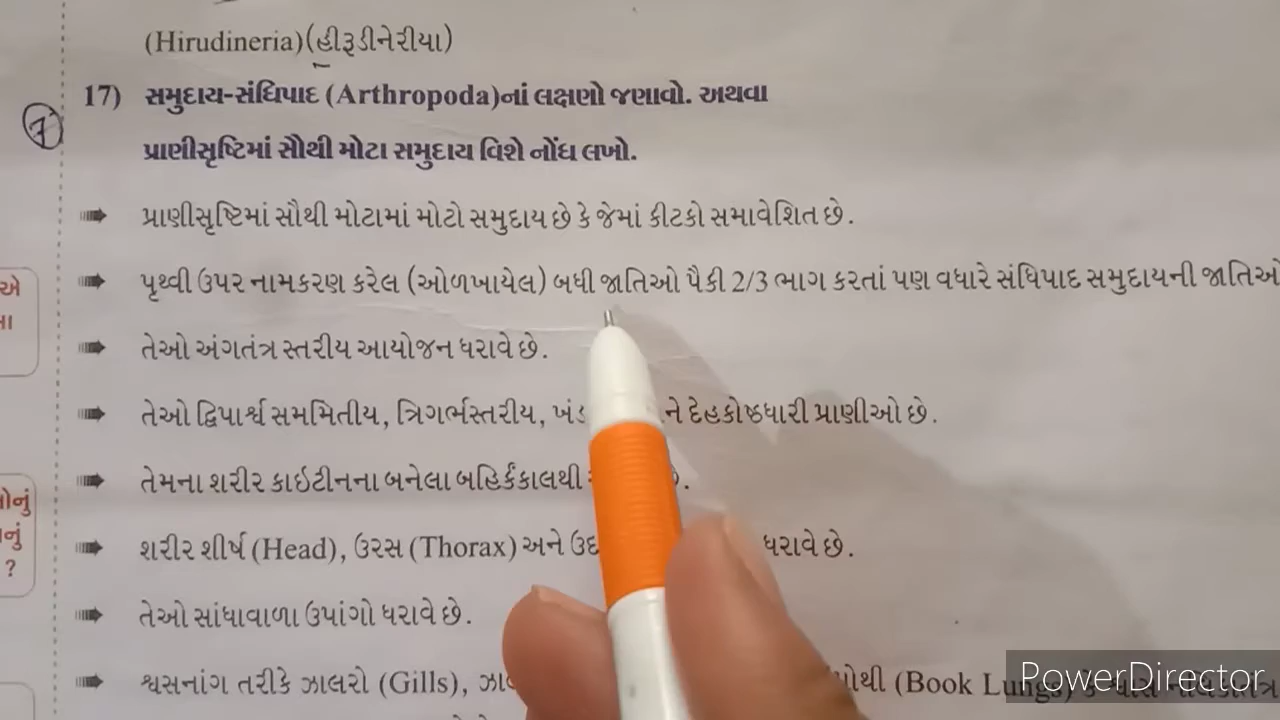 (Hirudineria)(હીરૂડીનેરીયા)
7
17) સમુદાય-સંધિપાદ (Arthropoda)નાં લક્ષણો જણાવો. અથવા
પ્રાણીસૃષ્ટિમાં સૌથી મોટા સમુદાય વિશે નોંધ લખો.
પ્રાણીસૃષ્ટિમાં સૌથી મોટામાં મોટો સમુદાય છે કે જેમાં કીટકો સમાવેશિત છે.
પૃથ્વી ઉપર નામકરણ કરેલ (ઓળખાયેલ) બધી જાતિઓ પૈકી 2/3 ભાગ કરતાં પણ વધારે સંધિપાદ સમુદાયની જાતિઓ
તેઓ અંગતંત્ર સ્તરીય આયોજન ધરાવે છે.
તેઓ દ્વિપાર્શ્વ સમમિતીય, ત્રિગર્ભસ્તરીય, દેહકોષ્ઠધારી પ્રાણીઓ છે.
તેમના શરીર કાઇટીનના બનેલા બહિર્કંકાલથી
શરીર શીર્ષ (Head), ઉરસ (Thorax) અને ધરાવે છે.
તેઓ સાંધાવાળા ઉપાંગો ધરાવે છે.
શ્વસનાંગ તરીકે ઝાલરો (Gills), (Book Lungs)
PowerDirector